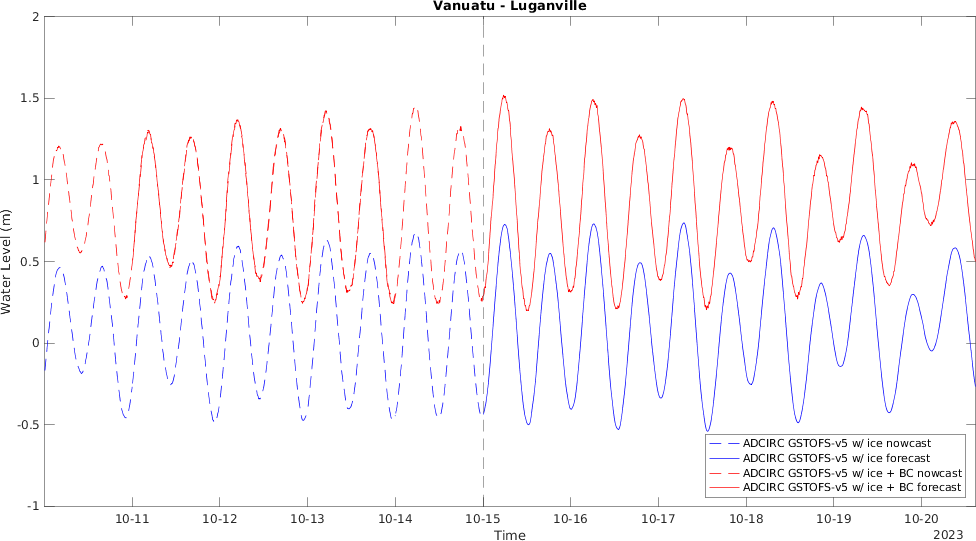 Vanuatu - Luganville
2
1.5
1
0.5
0
-0.5
-1
Water Level (m)
10-11 10-12 10-13 10-14 10-15 10-16 10-17 10-18 10-19 10-20
Time
2023
ADCIRC GSTOFS-v5 w/ ice nowcast
ADCIRC GSTOFS-v5 w/ ice forecast
ADCIRC GSTOFS-v5 w/ ice + BC nowcast
ADCIRC GSTOFS-v5 w/ ice + BC forecast